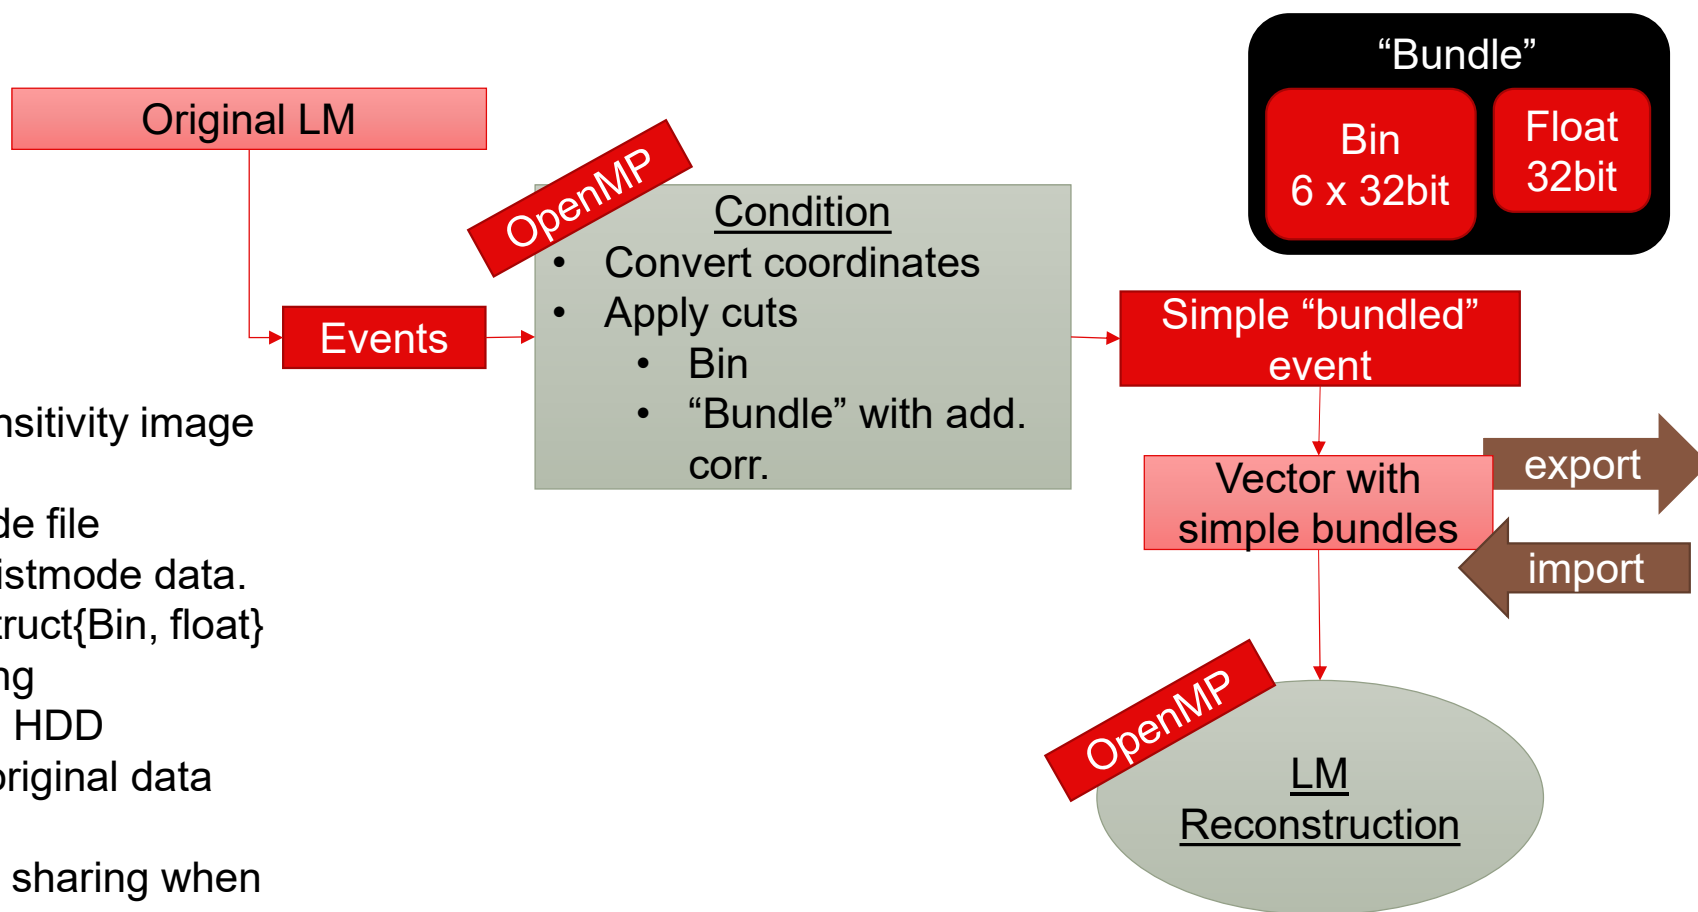 “Bundle”
Bin
6 x 32bit
Float
32bit
Original LM
OpenMP
Condition
• Convert coordinates
• Apply cuts
• Bin
• “Bundle” with add.
corr.
Events
Simple “bundled”
event
Vector with
simple bundles
export
import
OpenMP
LM
Reconstruction
nsitivity image
de file
istmode data.
truct{Bin, float}
ng
HDD
original data
sharing when